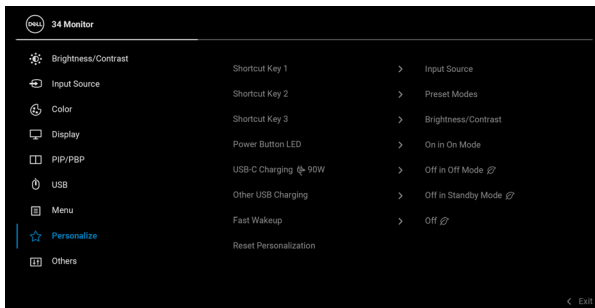 DELL 34 Monitor
Brightness/Contrast
Input Source
Color
Display
PIP/PBP
USB
Menu
Personalize
Others
Shortcut Key 1 > Input Source
Shortcut Key 2 > Preset Modes
Shortcut Key 3 > Brightness/Contrast
Power Button LED > On in On Mode
USB-C Charging 90W > Off in Off Mode
Other USB Charging > Off in Standby Mode
Fast Wakeup > Off
Reset Personalization
< Exit